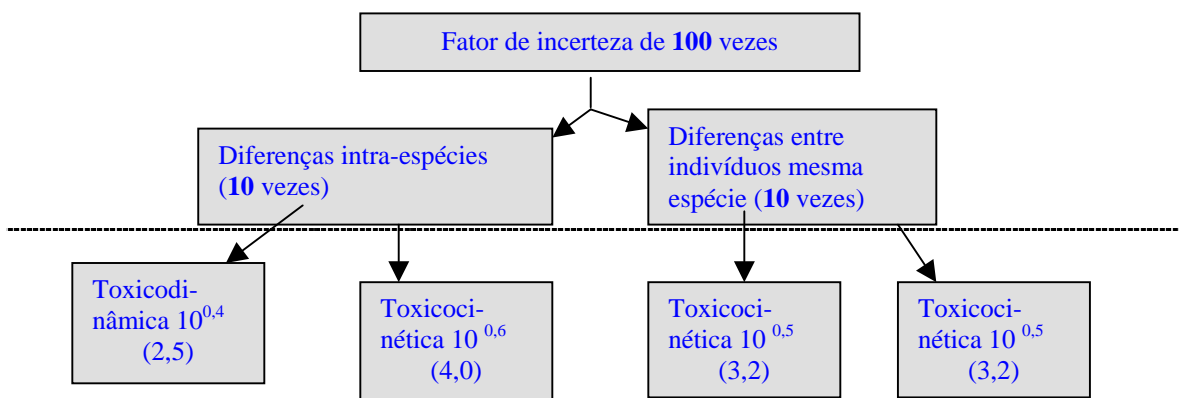 Fator de incerteza de 100 vezes
Diferenças intra-espécies
(10 vezes)
Diferenças entre
indivíduos mesma
espécie (10 vezes)
Toxicodi-
nâmica 10^0,4
(2,5)
Toxicoci-
nética 10 ^0,6
(4,0)
Toxicoci-
nética 10 ^0,5
(3,2)
Toxicoci-
nética 10 ^0,5
(3,2)